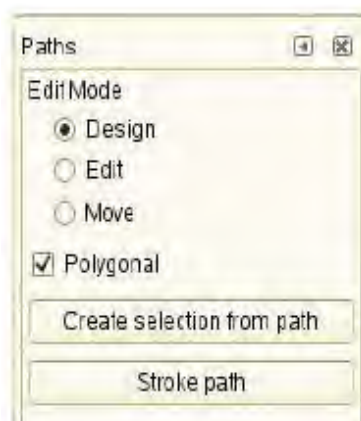 Paths
Edit Mode
Design
Edit
Move
Polygonal
Create selection from path
Stroke path